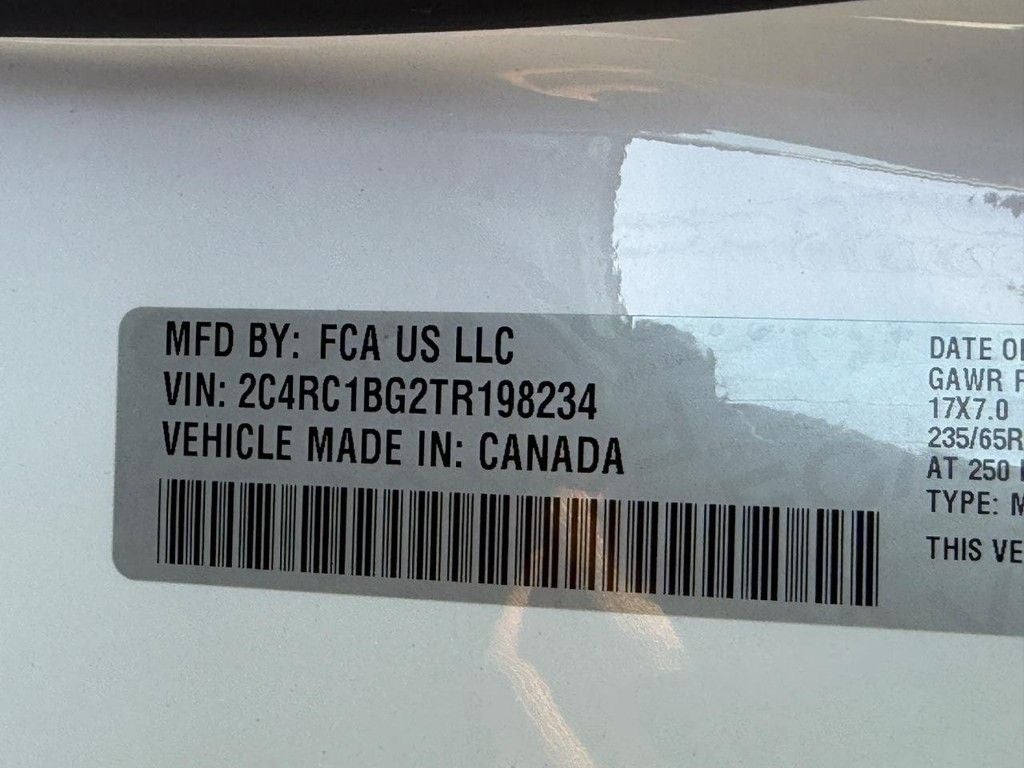 MFD BY: FCA US LLC
VIN: 2C4RC1BG2TR198234
VEHICLE MADE IN: CANADA
DATE O
GAWR
17X7.0
235/65R
AT 250
TYPE: M
THIS VE